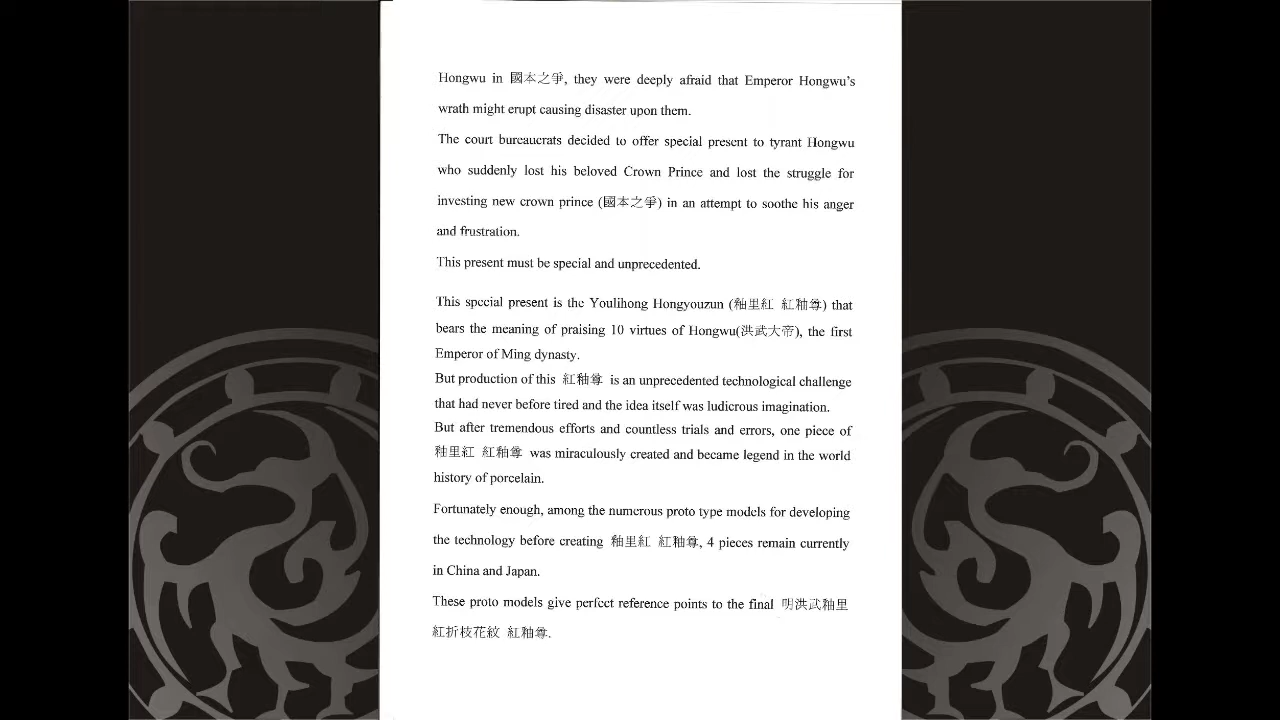 Hongwu in 國本之爭, they were deeply afraid that Emperor Hongwu's
wrath might erupt causing disaster upon them.
The court bureaucrats decided to offer special present to tyrant Hongwu
who suddenly lost his beloved Crown Prince and lost the struggle for
investing new crown prince (國本之爭) in an attempt to soothe his anger
and frustration.
This present must be special and unprecedented.
This special present is the Youlihong Hongyouzun (釉里紅 紅釉尊) that
bears the meaning of praising 10 virtues of Hongwu(洪武大帝), the first
Emperor of Ming dynasty.
But production of this 紅釉尊 is an unprecedented technological challenge
that had never before tired and the idea itself was ludicrous imagination.
But after tremendous efforts and countless trials and errors, one piece of
釉里紅 紅釉尊 was miraculously created and became legend in the world
history of porcelain.
Fortunately enough, among the numerous proto type models for developing
the technology before creating 釉里紅 紅釉尊, 4 pieces remain currently
in China and Japan.
These proto models give perfect reference points to the final 明洪武釉里
紅折枝花紋 紅釉尊.